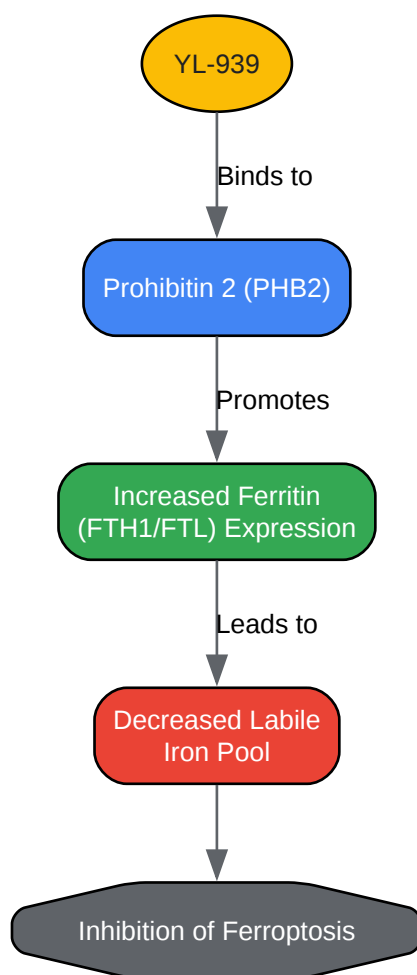 YL-939
Binds to
Prohibitin 2 (PHB2)
Promotes
Increased Ferritin
(FTH1/FTL) Expression
Leads to
Decreased Labile
Iron Pool
Inhibition of Ferroptosis